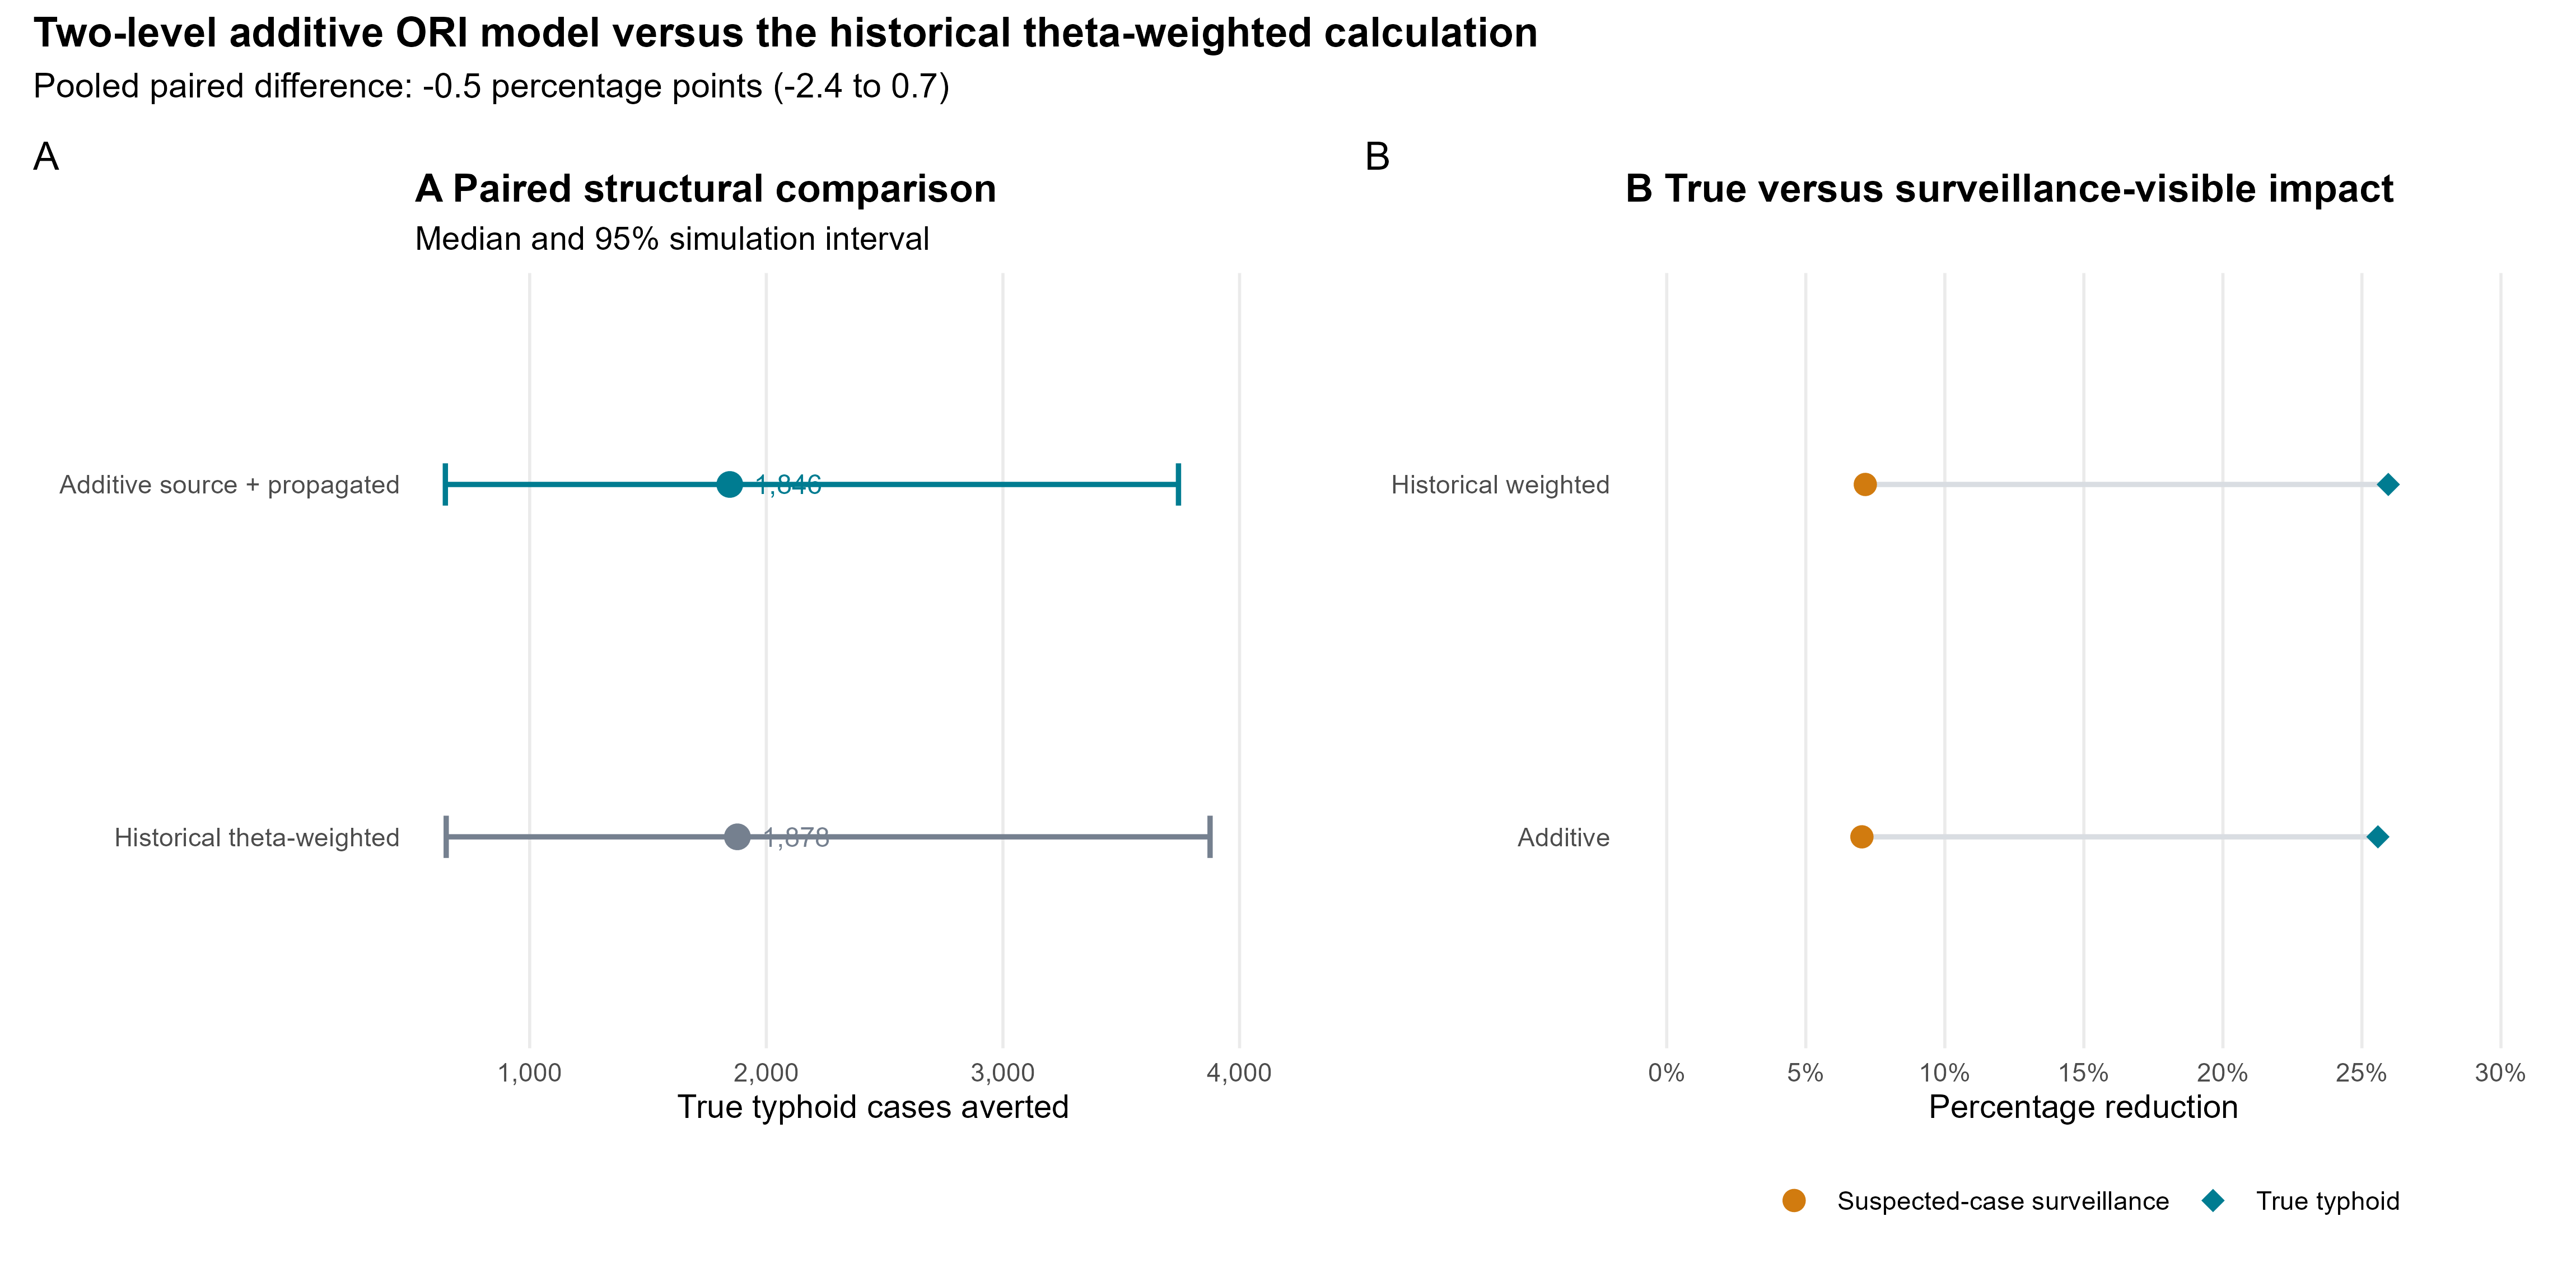 Two-level additive ORI model versus the historical theta-weighted calculation
Pooled paired difference: -0.5 percentage points (-2.4 to 0.7)
A
A Paired structural comparison
Median and 95% simulation interval
Additive source + propagated
1,846
Historical theta-weighted
1,878
1,000 2,000 3,000 4,000
True typhoid cases averted
B
B True versus surveillance-visible impact
Historical weighted
Additive
0% 5% 10% 15% 20% 25% 30%
Percentage reduction
Suspected-case surveillance True typhoid